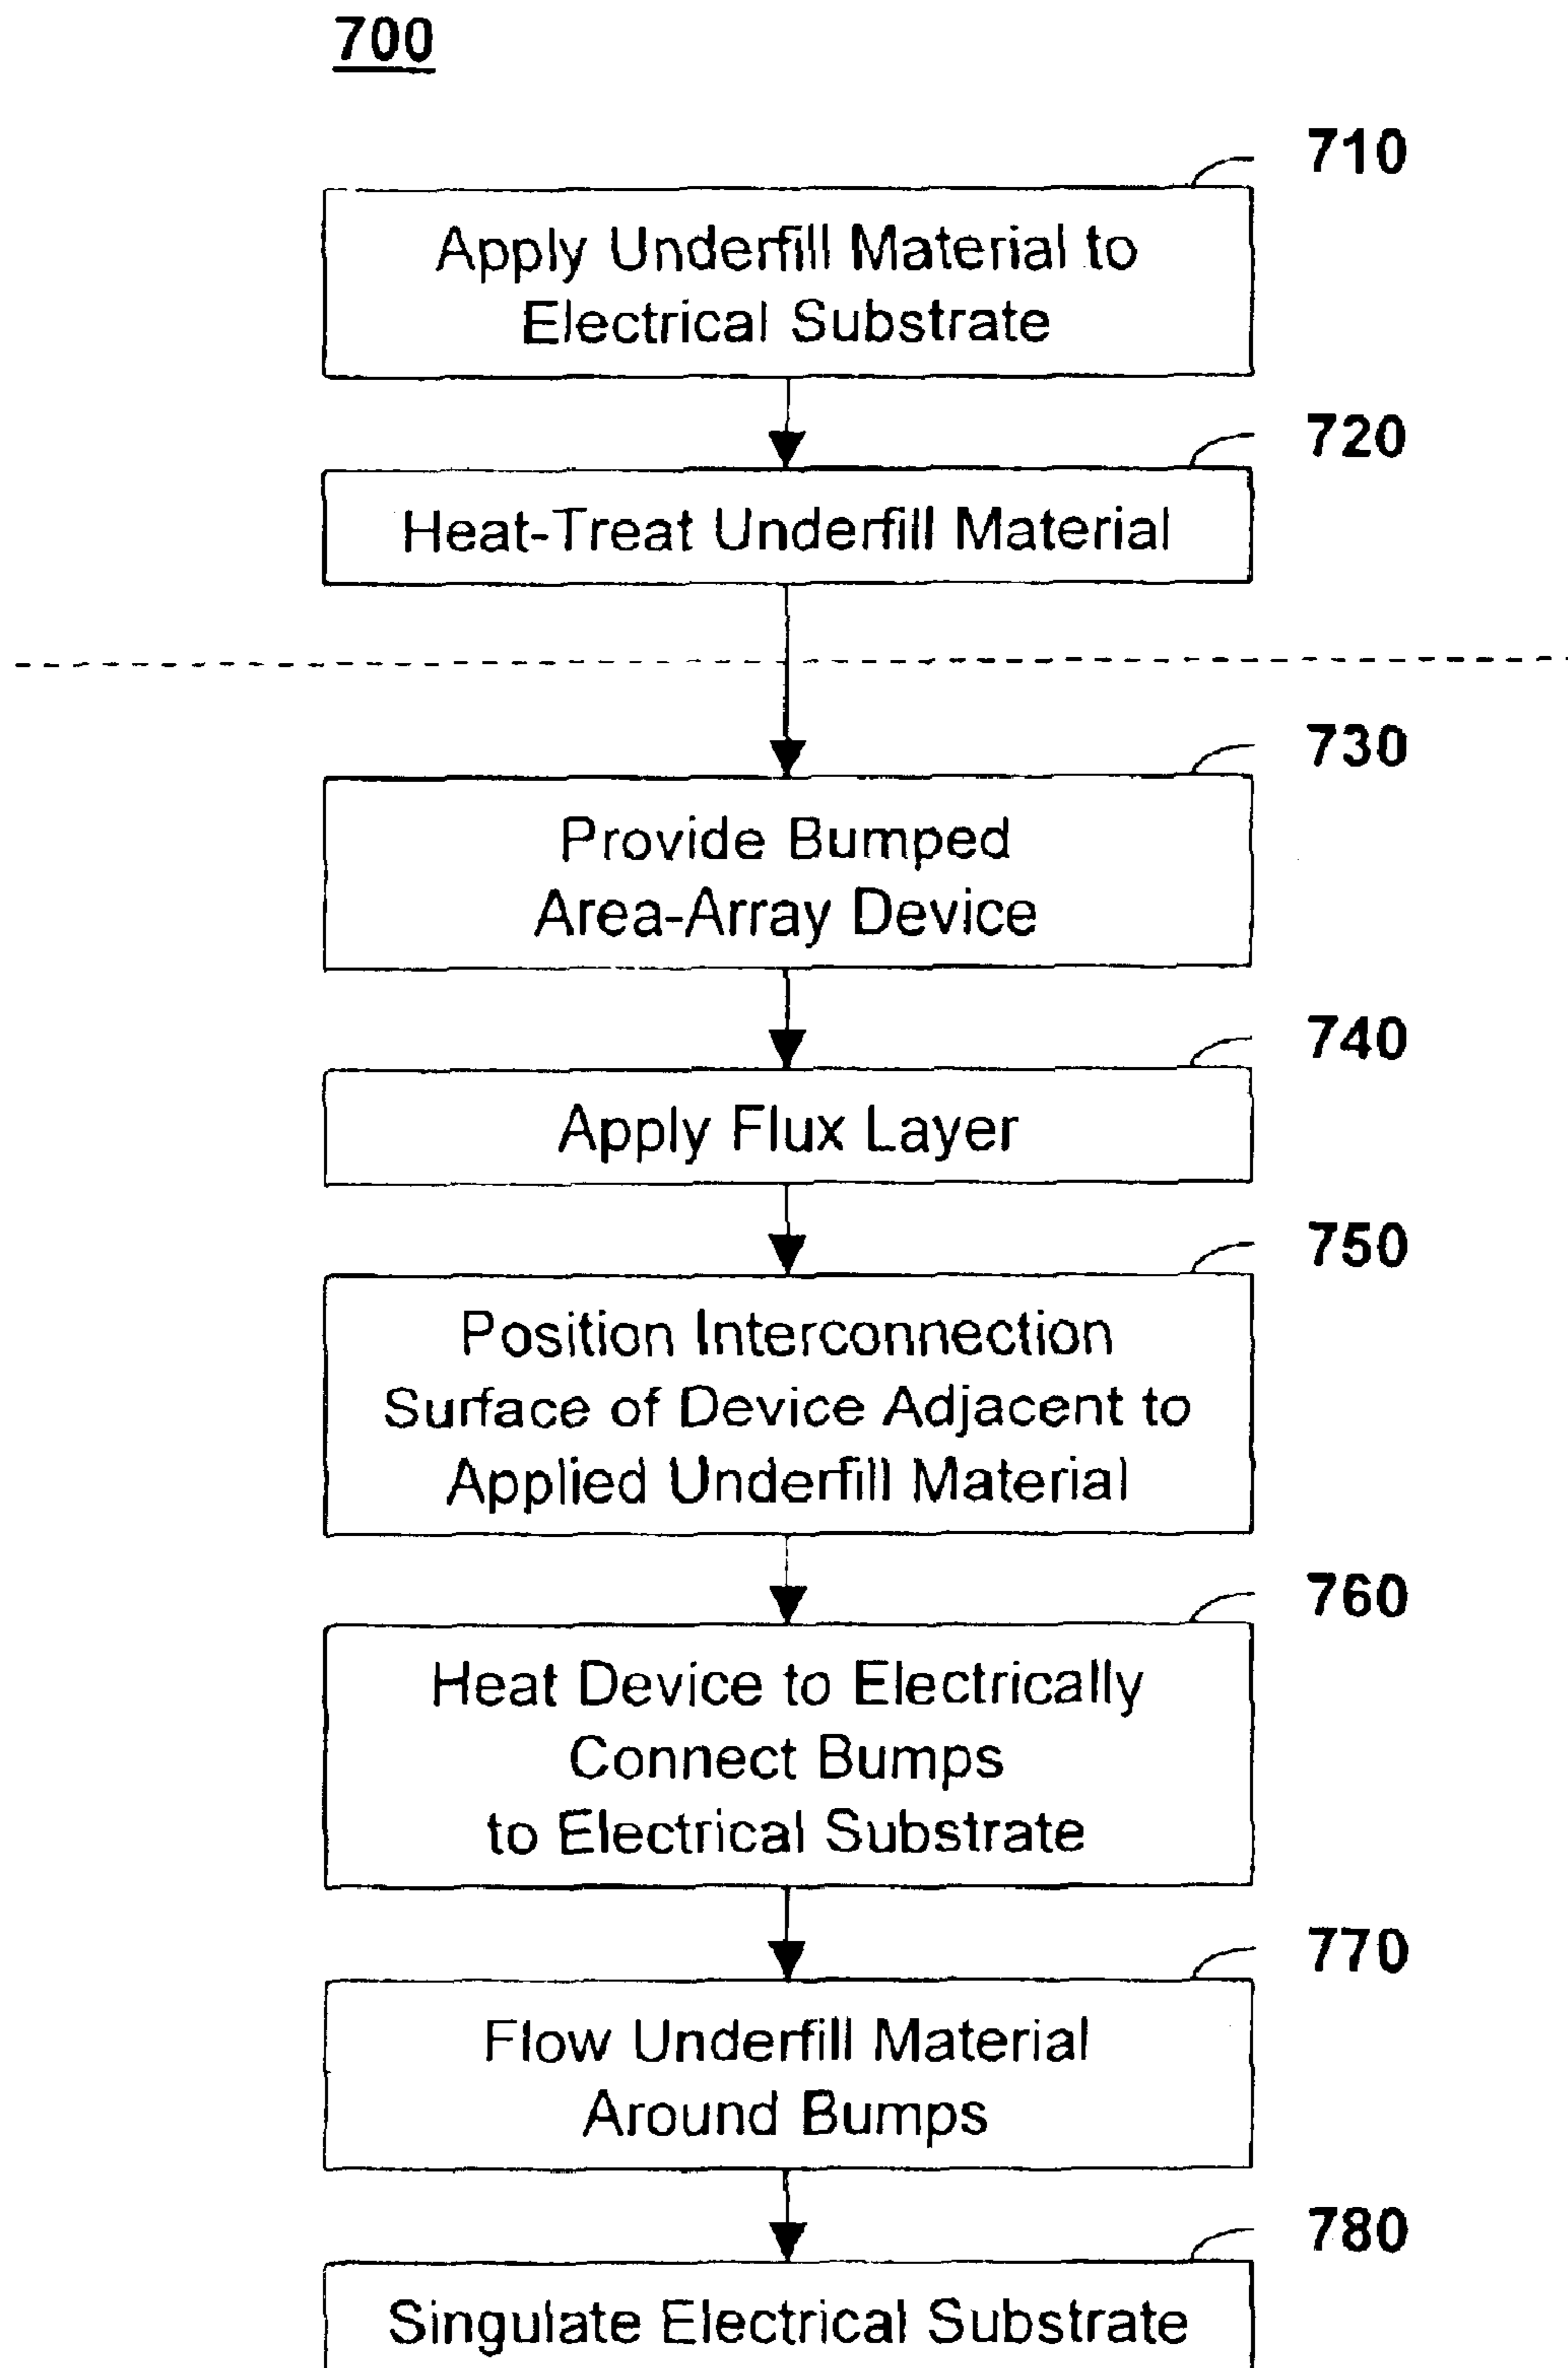 700
710
Apply Underfill Material to
Electrical Substrate
720
Heat-Treat Underfill Material
730
Provide Bumped
Area-Array Device
740
Apply Flux Layer
750
Position Interconnection
Surface of Device Adjacent to
Applied Underfill Material
760
Heat Device to Electrically
Connect Bumps
to Electrical Substrate
770
Flow Underfill Material
Around Bumps
780
Singulate Electrical Substrate